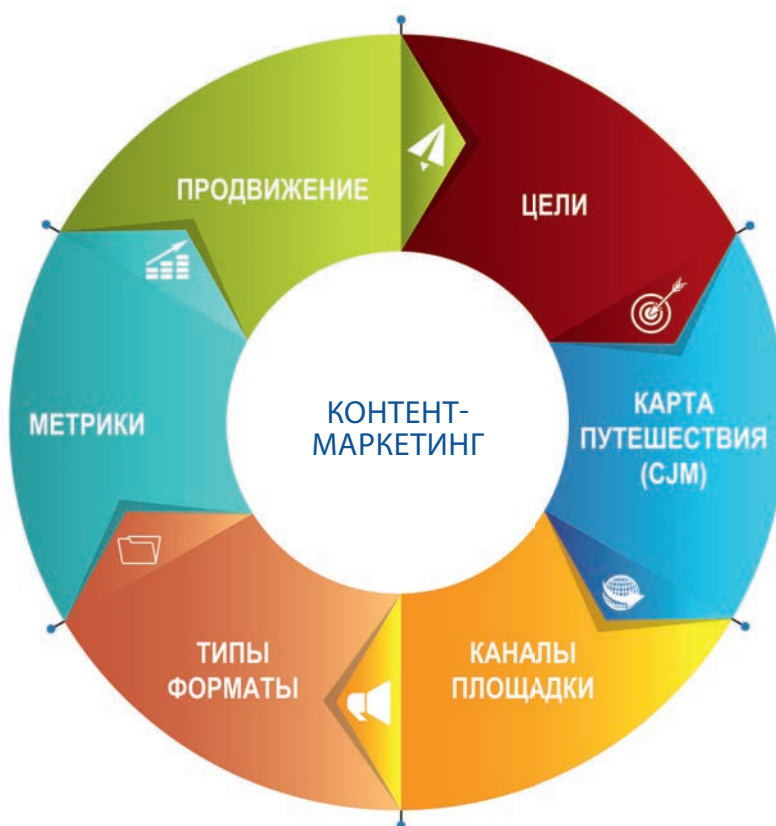 ПРОДВИЖЕНИЕ
ЦЕЛИ
КОНТЕНТ-
МАРКЕТИНГ
КАРТА
ПУТЕШЕСТВИЯ
(CJM)
МЕТРИКИ
ТИПЫ
ФОРМАТЫ
КАНАЛЫ
ПЛОЩАДКИ